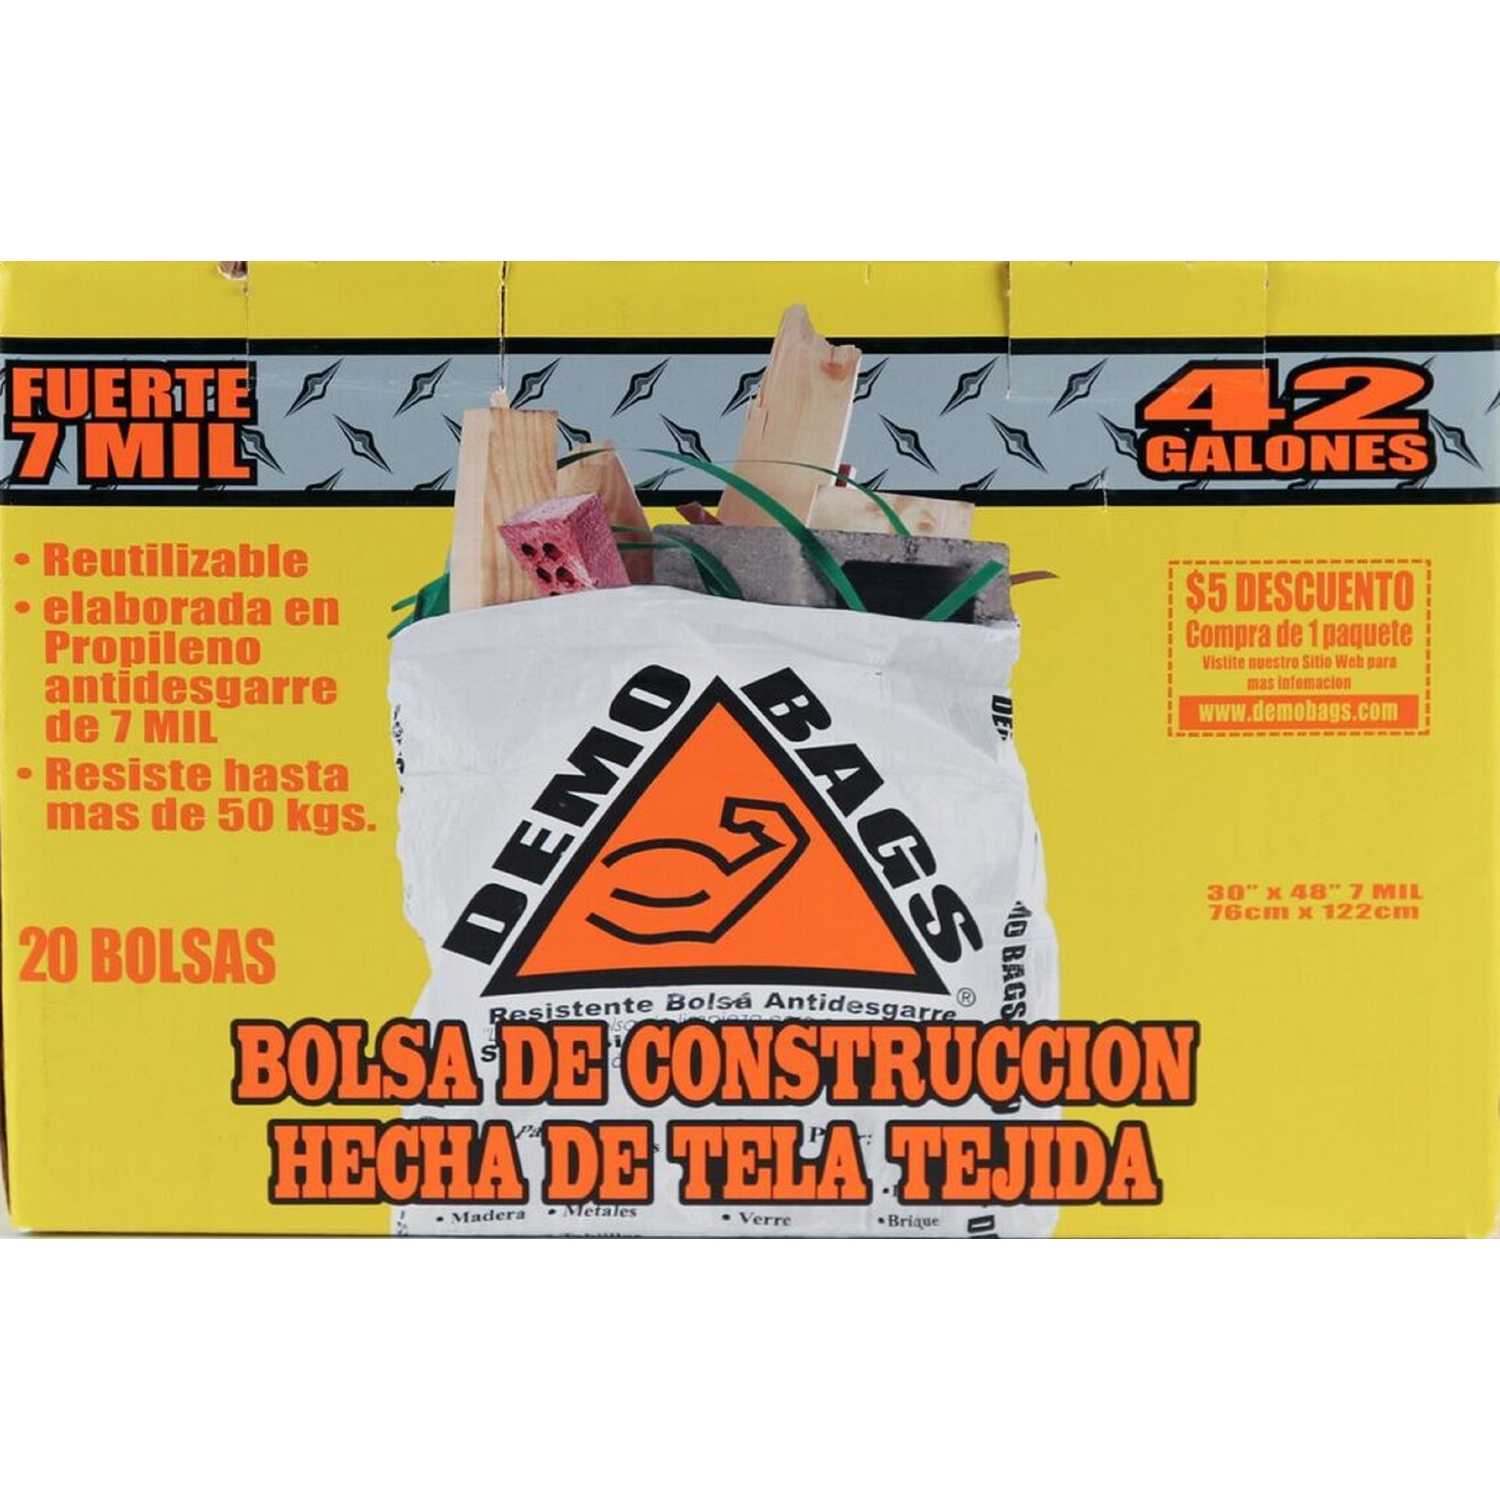 FUERTE
7 MIL
42
GALONES
• Reutilizable
• elaborada en
Propileno
antidesgarre
de 7 MIL
• Resiste hasta
mas de 50 kgs.
20 BOLSAS
$5 DESCUENTO
Compra de 1 paquete
Vistite nuestro Sitio Web para
mas infomacion
www.demobags.com
30" x 48" 7 MIL
76cm x 122cm
DEMO BAGS
®
Resistente Bolsa Antidesgarre
BAGS
BOLSA DE CONSTRUCCION
HECHA DE TELA TEJIDA
• Madera • Metales • Verre • Brique